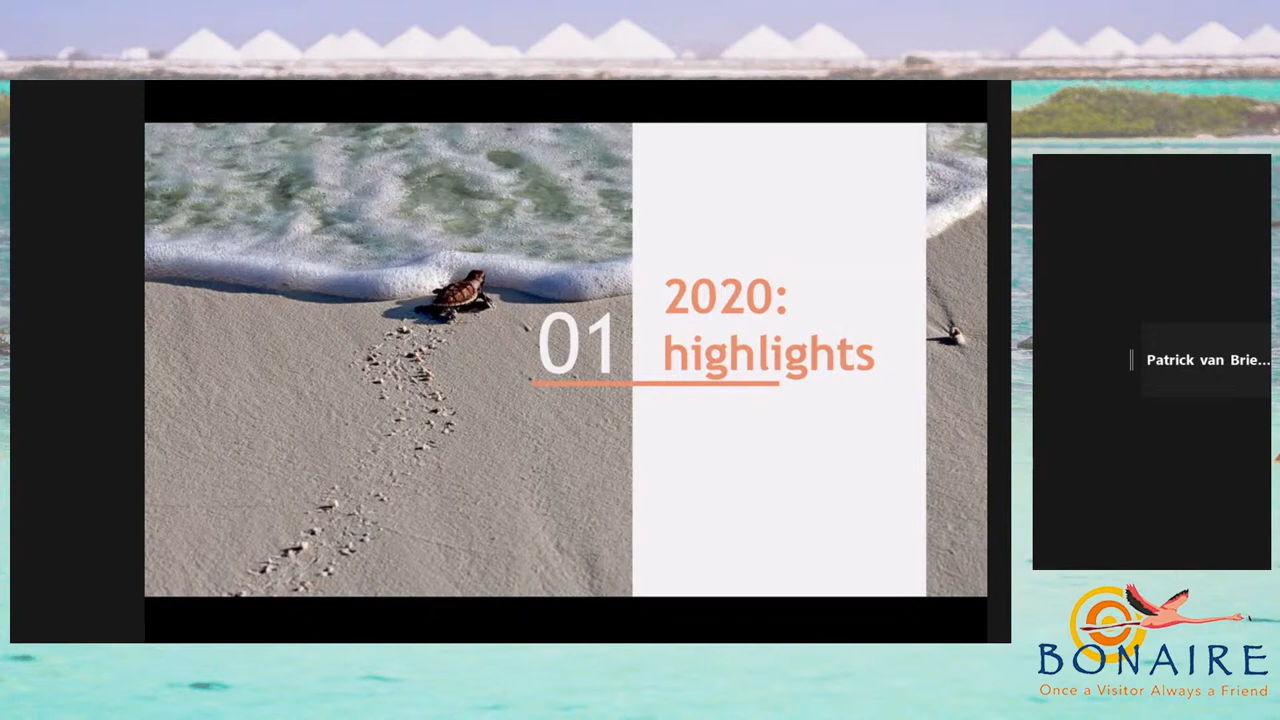 01
2020:
highlights
Patrick van Brie...
BONAIRE
Once a Visitor Always a Friend